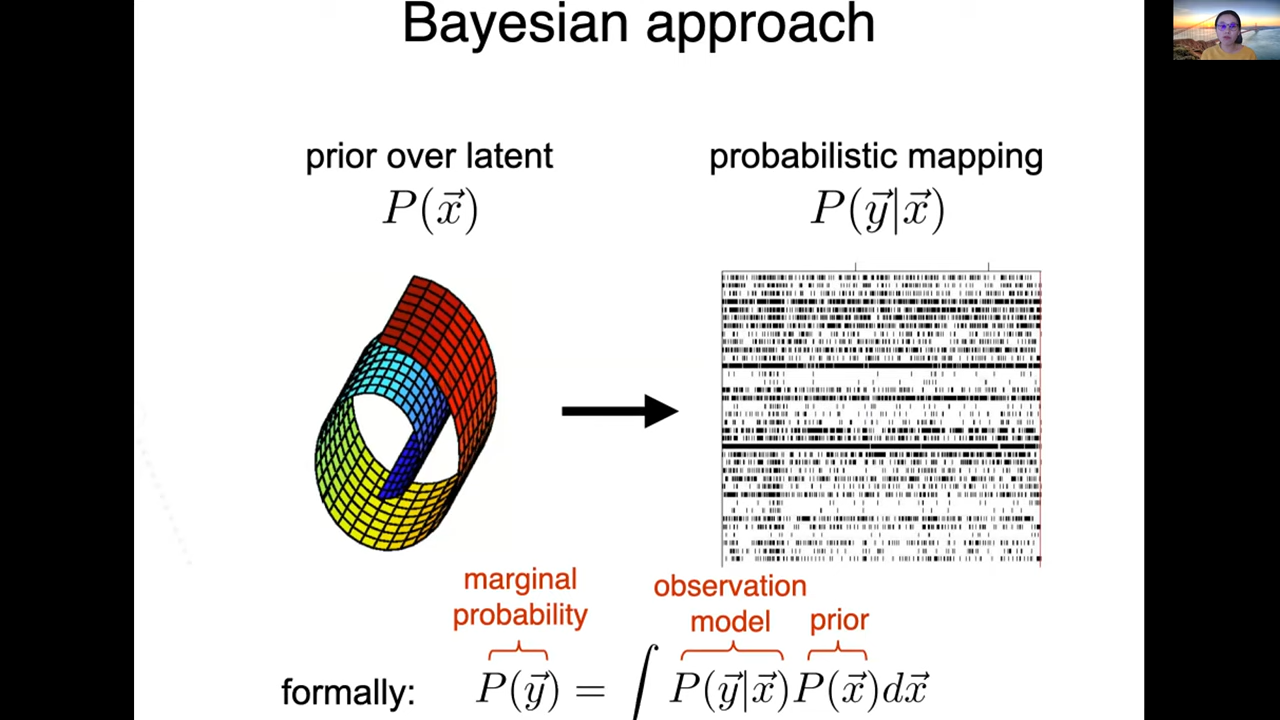 Bayesian approach
prior over latent
P(x⃗)
probabilistic mapping
P(y⃗|x⃗)
marginal
probability
observation
model
prior
formally: P(y⃗) = ∫ P(y⃗|x⃗)P(x⃗)dx⃗